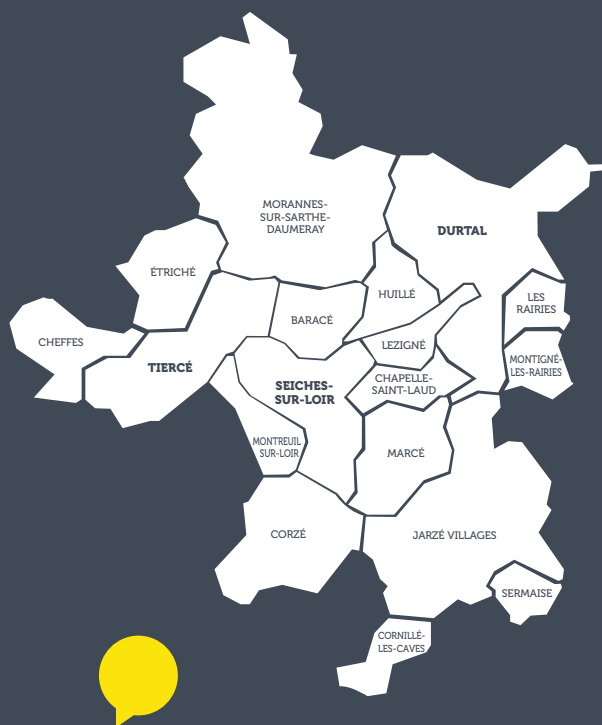 MORANNES-
SUR-SARTHE-
DAUMERAY
DURTAL
ÉTRICHÉ
HUILLÉ
LES
RAIRIES
BARACÉ
CHEFFES
LEZIGNÉ
MONTIGNÉ-
LES-RAIRIES
TIERCÉ
CHAPELLE-
SAINT-LAUD
SEICHES-
SUR-LOIR
MONTREUIL
SUR-LOIR
MARCÉ
CORZÉ
JARZÉ VILLAGES
SERMAISE
CORNILLÉ-
LES-CAVES